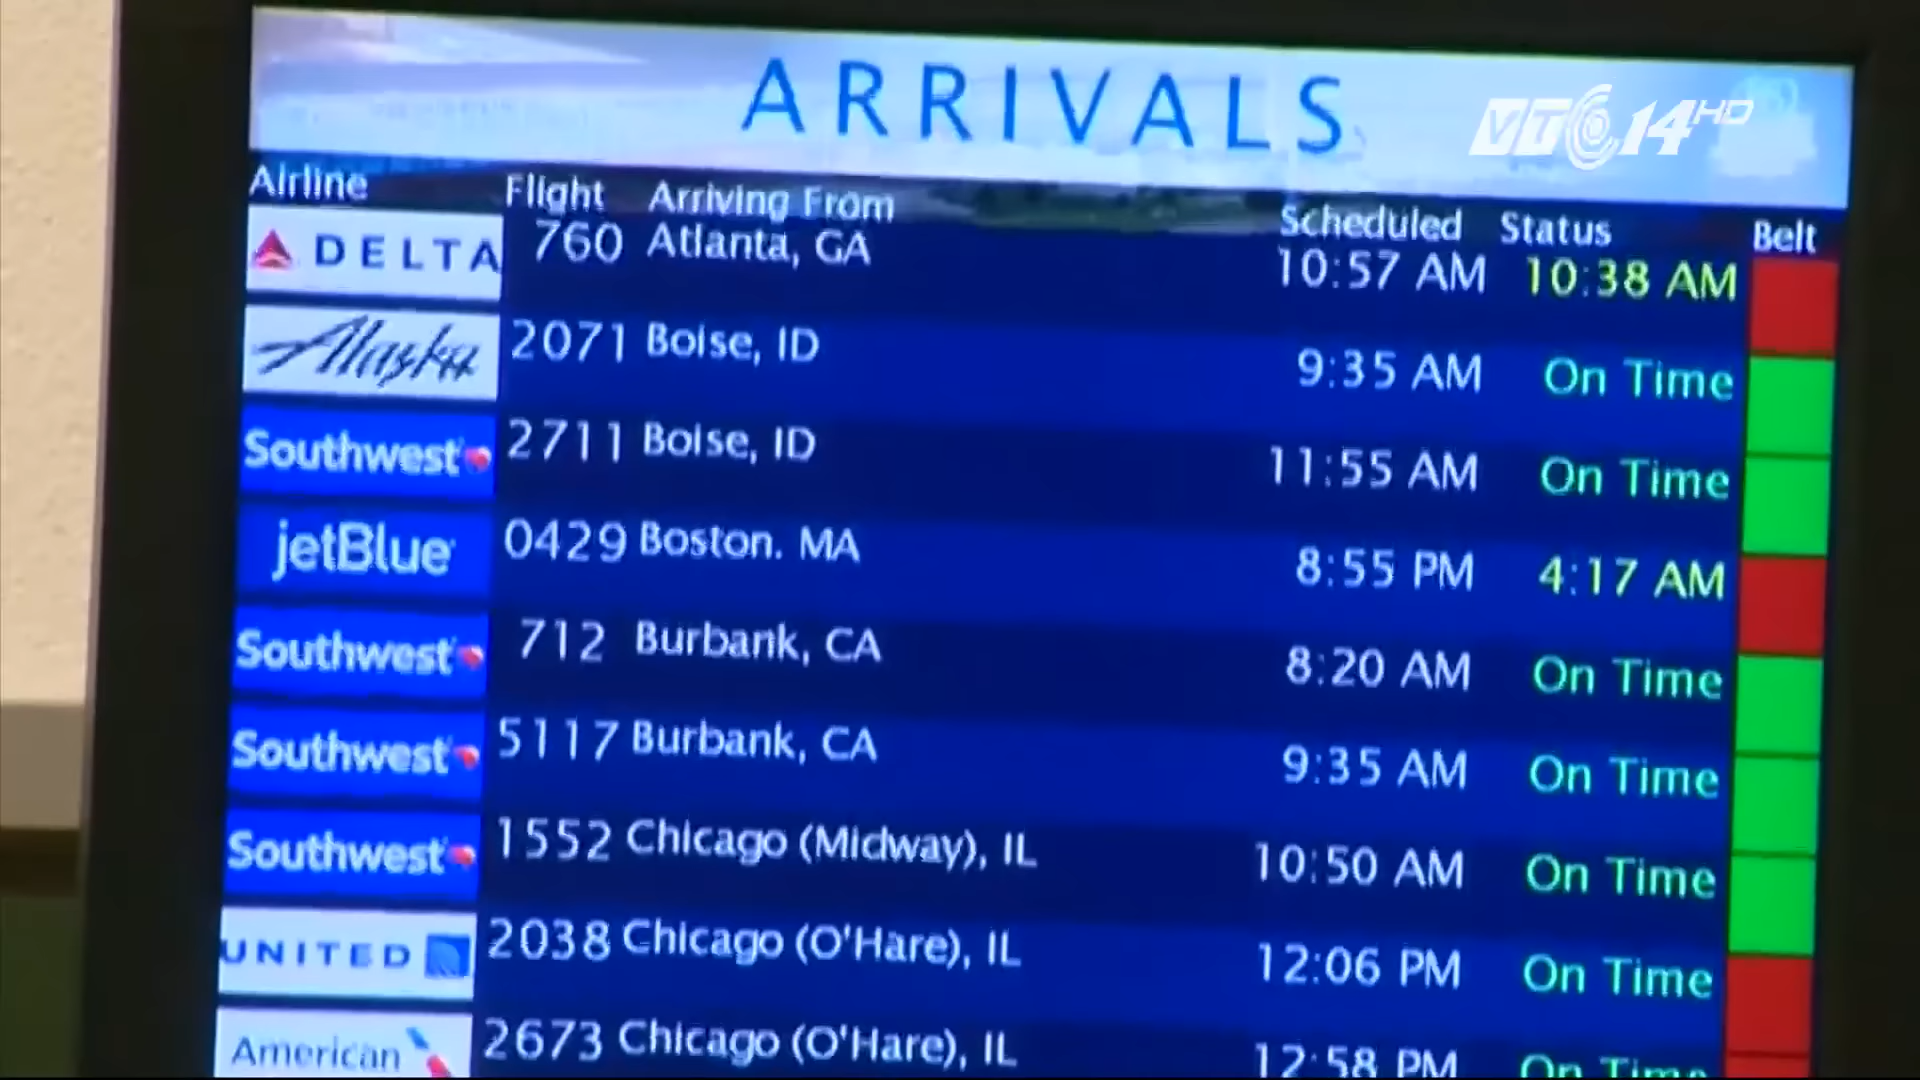 ARRIVALS
VTC14HD
Airline Flight Arriving From Scheduled Status Belt
DELTA 760 Atlanta, GA 10:57 AM 10:38 AM
Alaska 2071 Boise, ID 9:35 AM On Time
Southwest 2711 Boise, ID 11:55 AM On Time
jetBlue 0429 Boston. MA 8:55 PM 4:17 AM
Southwest 712 Burbank, CA 8:20 AM On Time
Southwest 5117 Burbank, CA 9:35 AM On Time
Southwest 1552 Chicago (Midway), IL 10:50 AM On Time
UNITED 2038 Chicago (O'Hare), IL 12:06 PM On Time
American 2673 Chicago (O'Hare), IL 12:58 PM On Time